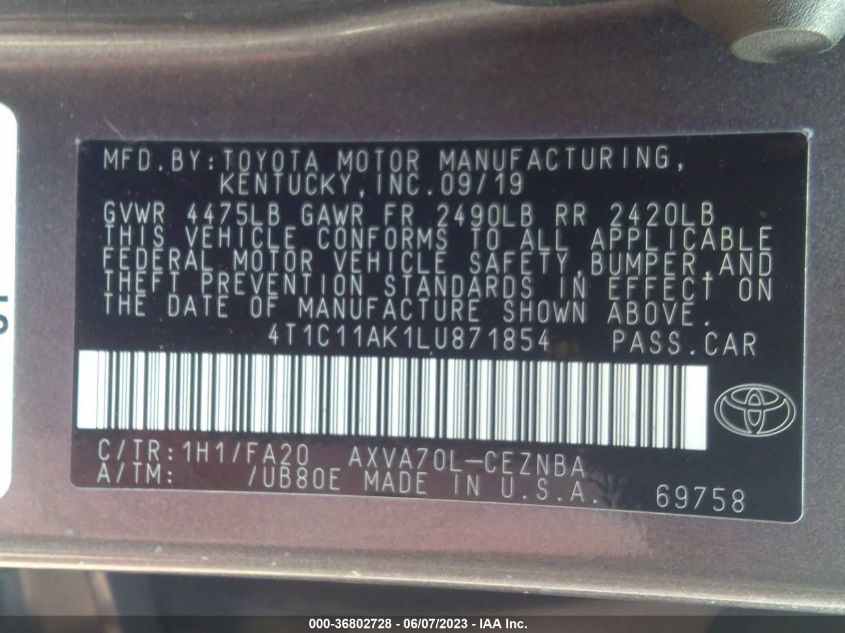 MFD.BY:TOYOTA MOTOR MANUFACTURING,
KENTUCKY,INC.09/19
GVWR 4475LB GAWR FR 2490LB RR 2420LB
THIS VEHICLE CONFORMS TO ALL APPLICABLE
FEDERAL MOTOR VEHICLE SAFETY,BUMPER,AND
THEFT PREVENTION STANDARDS IN EFFECT ON
THE DATE OF MANUFACTURE SHOWN ABOVE.
4T1C11AK1LU871854 PASS.CAR
C/TR:1H1/FA20 AXVA70L-CEZNBA
A/TM: /UB80E MADE IN U.S.A. 69758
000-36802728 - 06/07/2023 - IAA Inc.